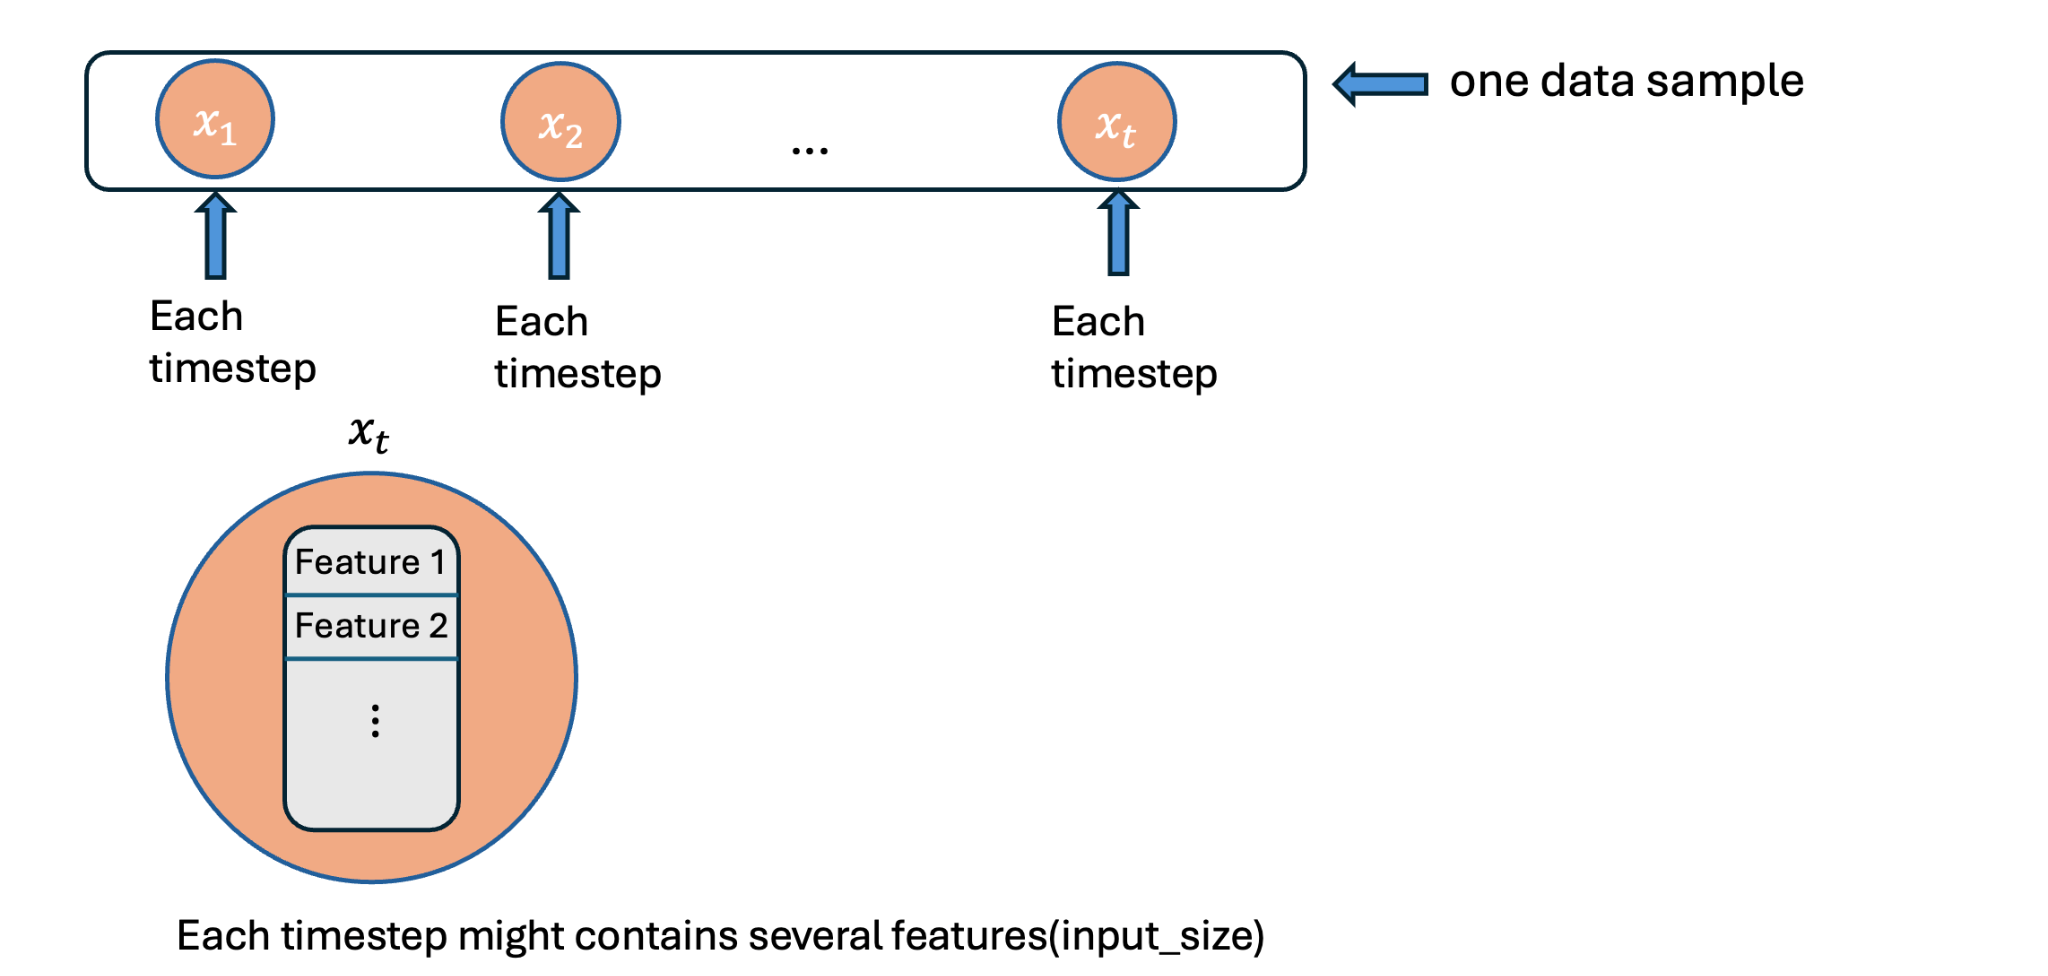 x₁
x₂
...
xₜ
one data sample
Each
timestep
Each
timestep
Each
timestep
xₜ
Feature 1
Feature 2
⋮
Each timestep might contains several features(input_size)